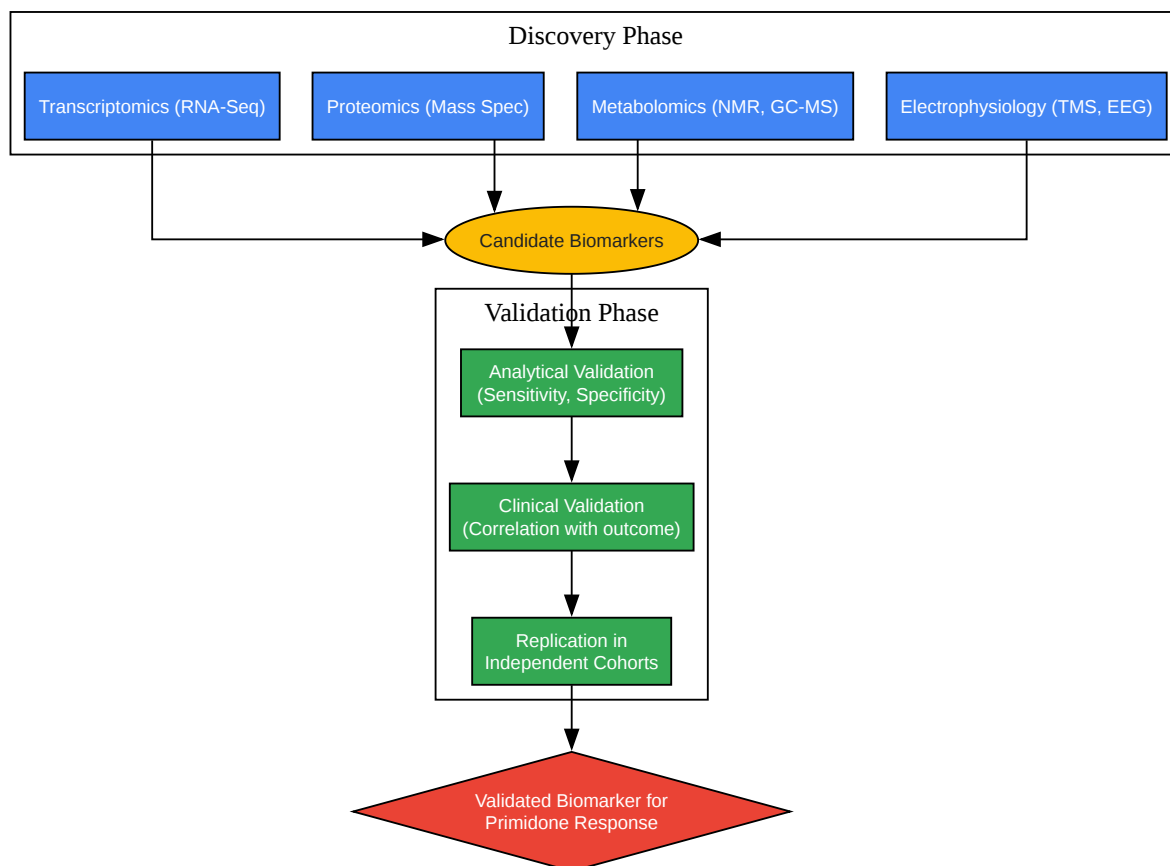 Discovery Phase
Transcriptomics (RNA-Seq)
Proteomics (Mass Spec)
Metabolomics (NMR, GC-MS)
Electrophysiology (TMS, EEG)
Candidate Biomarkers
Validation Phase
Analytical Validation
(Sensitivity, Specificity)
Clinical Validation
(Correlation with outcome)
Replication in
Independent Cohorts
Validated Biomarker for
Primidone Response